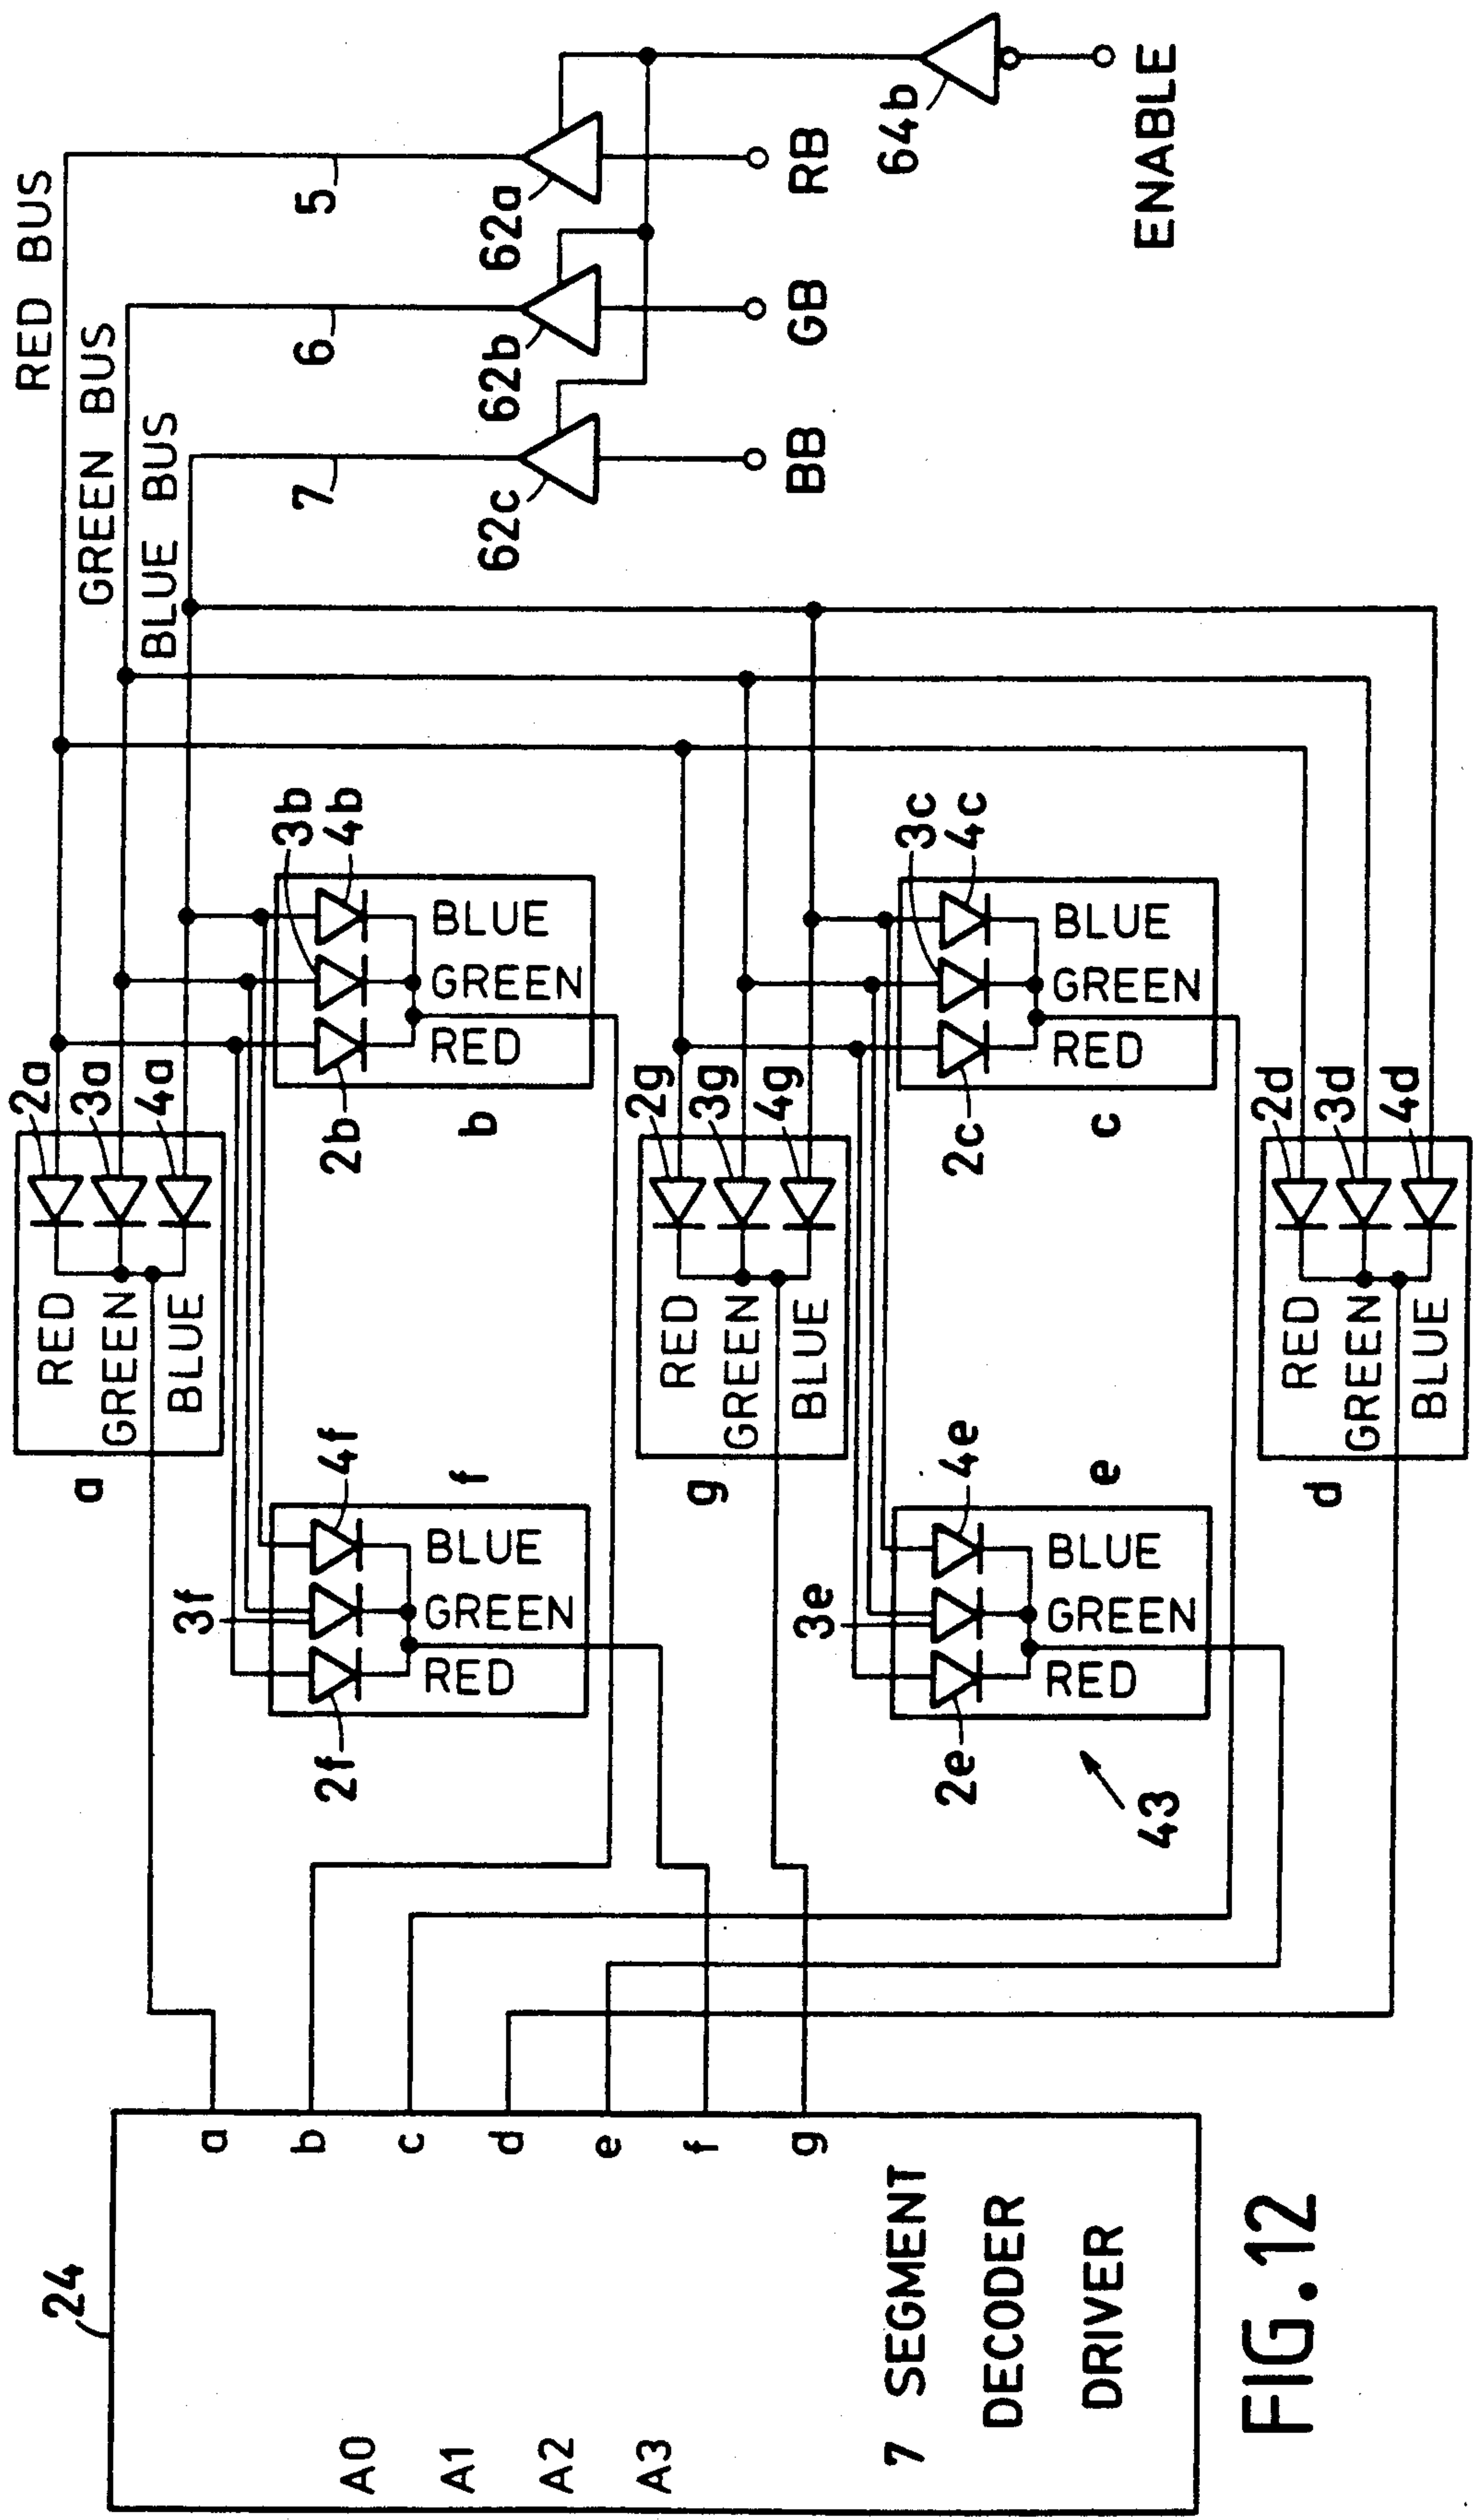 RED BUS
GREEN BUS
BLUE BUS
5
6
7
62a
62b
62c
RB
GB
BB
64b
ENABLE
2a
3a
4a
RED
GREEN
BLUE
a
3b
4b
BLUE
GREEN
RED
2b
b
4f
3f
BLUE
GREEN
RED
2f
f
2g
3g
4g
RED
GREEN
BLUE
g
3c
4c
BLUE
GREEN
RED
2c
c
4e
3e
BLUE
GREEN
RED
2e
e
2d
3d
4d
RED
GREEN
BLUE
d
43
24
a
b
c
d
e
f
g
A0
A1
A2
A3
7 SEGMENT
DECODER
DRIVER
FIG.12